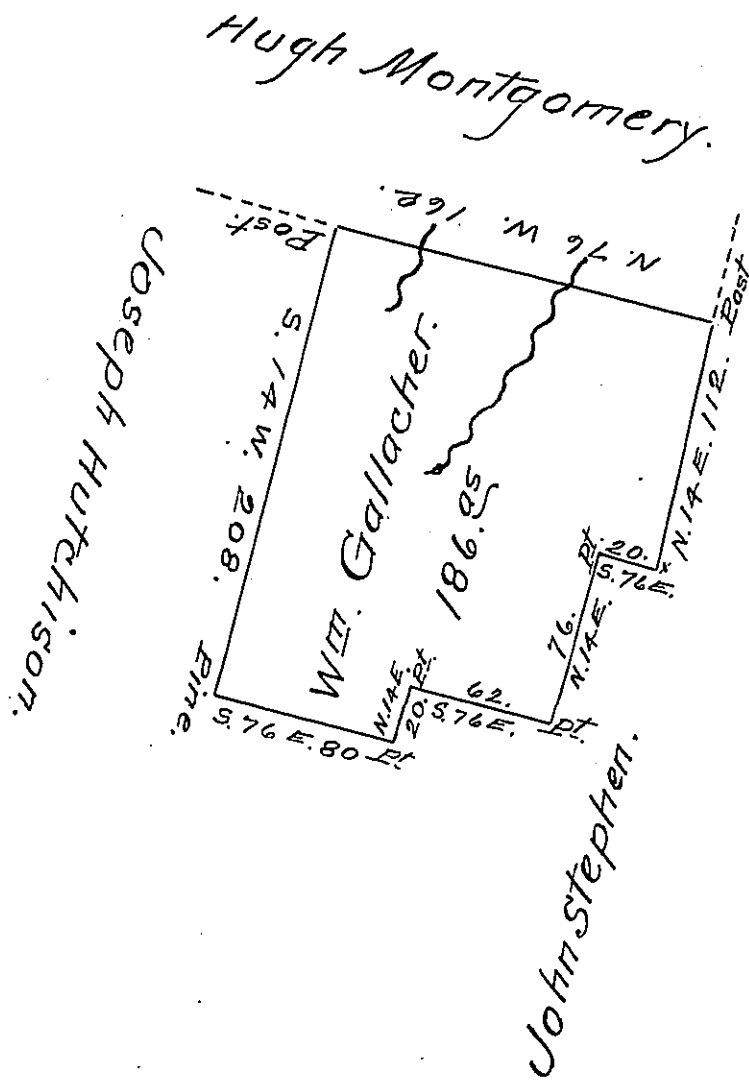 Hugh Montgomery.
N. 76 W. 162.
Post.
Post
Joseph Hutchison.
S. 14 W. 208.
Wm. Gallacher.
186. as
N. 14 E. 112.
Pt. 20.
S. 76 E.
x
76.
N. 14 E.
Pine.
S. 76 E. 80 Pt.
N. 14 E.
20. Pt
62.
S. 76 E.
Pt.
John Stephen.